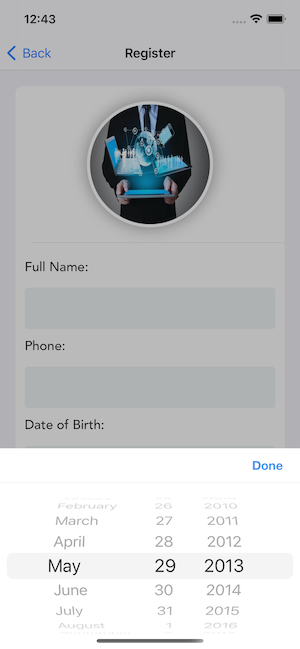 12:43
Back
Register
Full Name:
Phone:
Date of Birth:
Done
February 26 2010
March 27 2011
April 28 2012
May 29 2013
June 30 2014
July 31 2015
August 1 2016